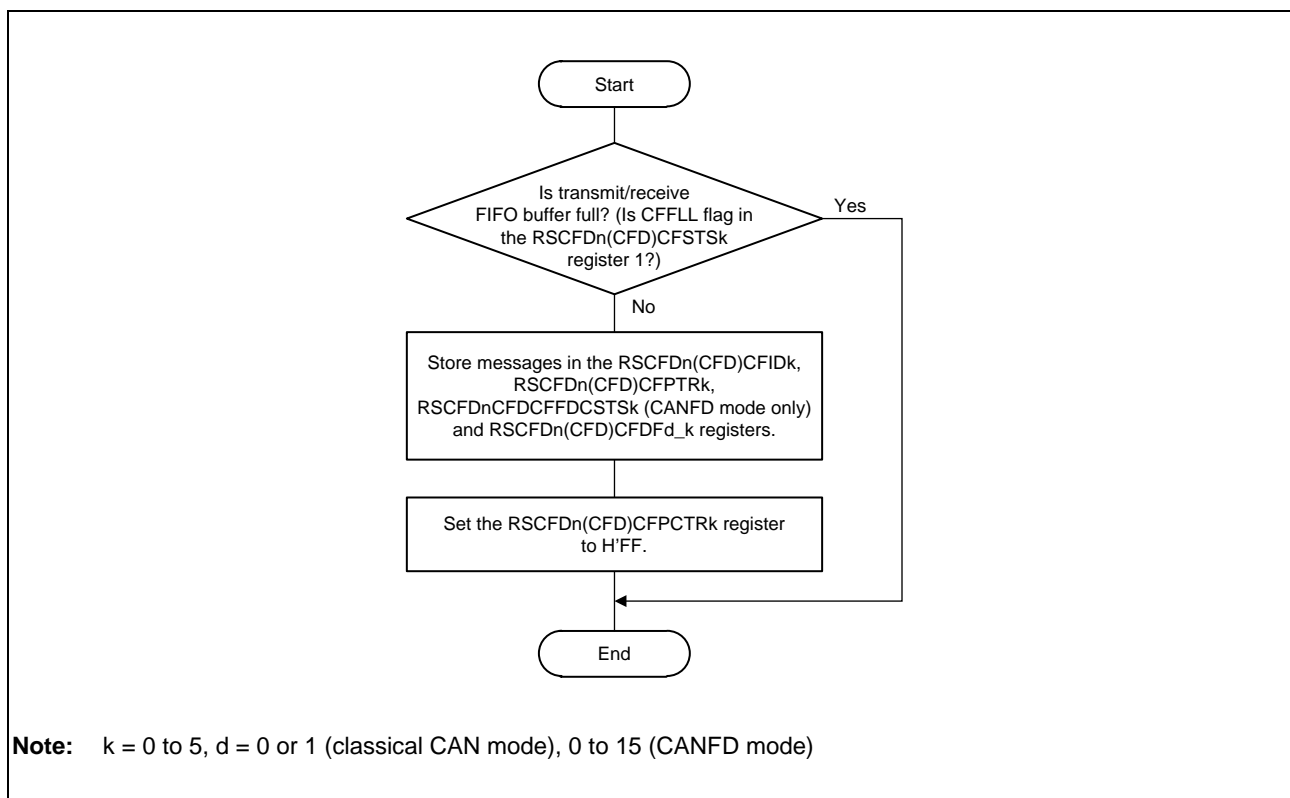 Start
Is transmit/receive
FIFO buffer full? (Is CFFLL flag in
the RSCFDn(CFD)CFSTSk
register 1?)
Yes
No
Store messages in the RSCFDn(CFD)CFIDk,
RSCFDn(CFD)CFPTRk,
RSCFDnCFDCFFDCSTSk (CANFD mode only)
and RSCFDn(CFD)CFDFd_k registers.
Set the RSCFDn(CFD)CFPCTRk register
to H'FF.
End
Note: k = 0 to 5, d = 0 or 1 (classical CAN mode), 0 to 15 (CANFD mode)